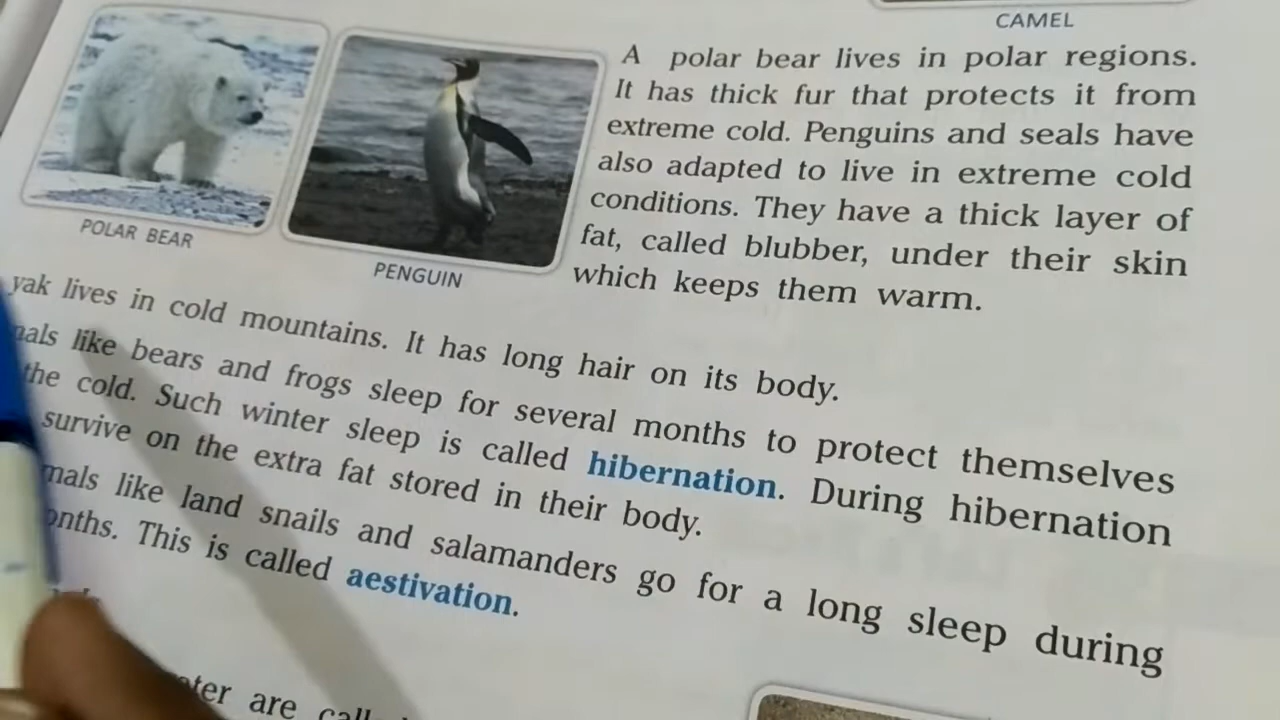 CAMEL
A polar bear lives in polar regions.
It has thick fur that protects it from
extreme cold. Penguins and seals have
also adapted to live in extreme cold
conditions. They have a thick layer of
fat, called blubber, under their skin
which keeps them warm.
POLAR BEAR
PENGUIN
yak lives in cold mountains. It has long hair on its body.
like bears and frogs sleep for several months to protect themselves
the cold. Such winter sleep is called hibernation. During hibernation
survive on the extra fat stored in their body.
like land snails and salamanders go for a long sleep during
This is called aestivation.
are